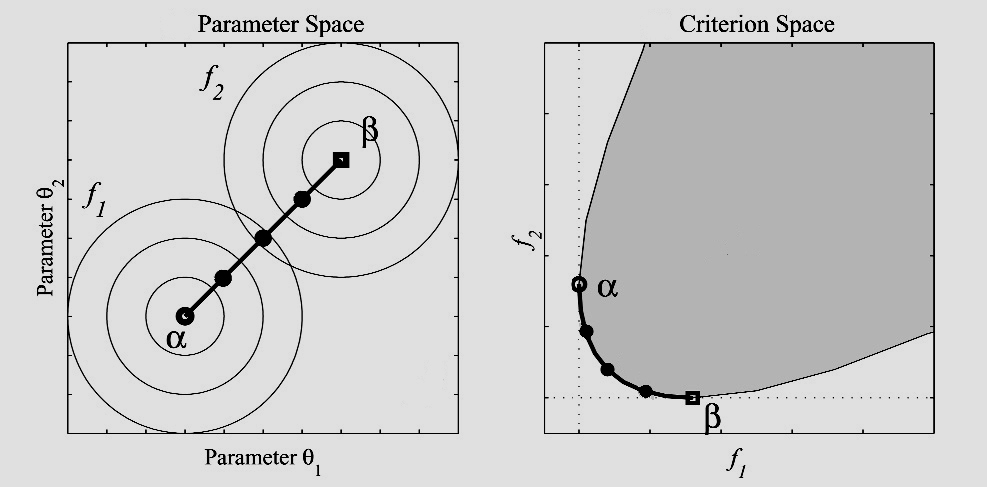 Parameter Space
f2
β
f1
α
Parameter θ2
Parameter θ1
Criterion Space
f2
α
β
f1